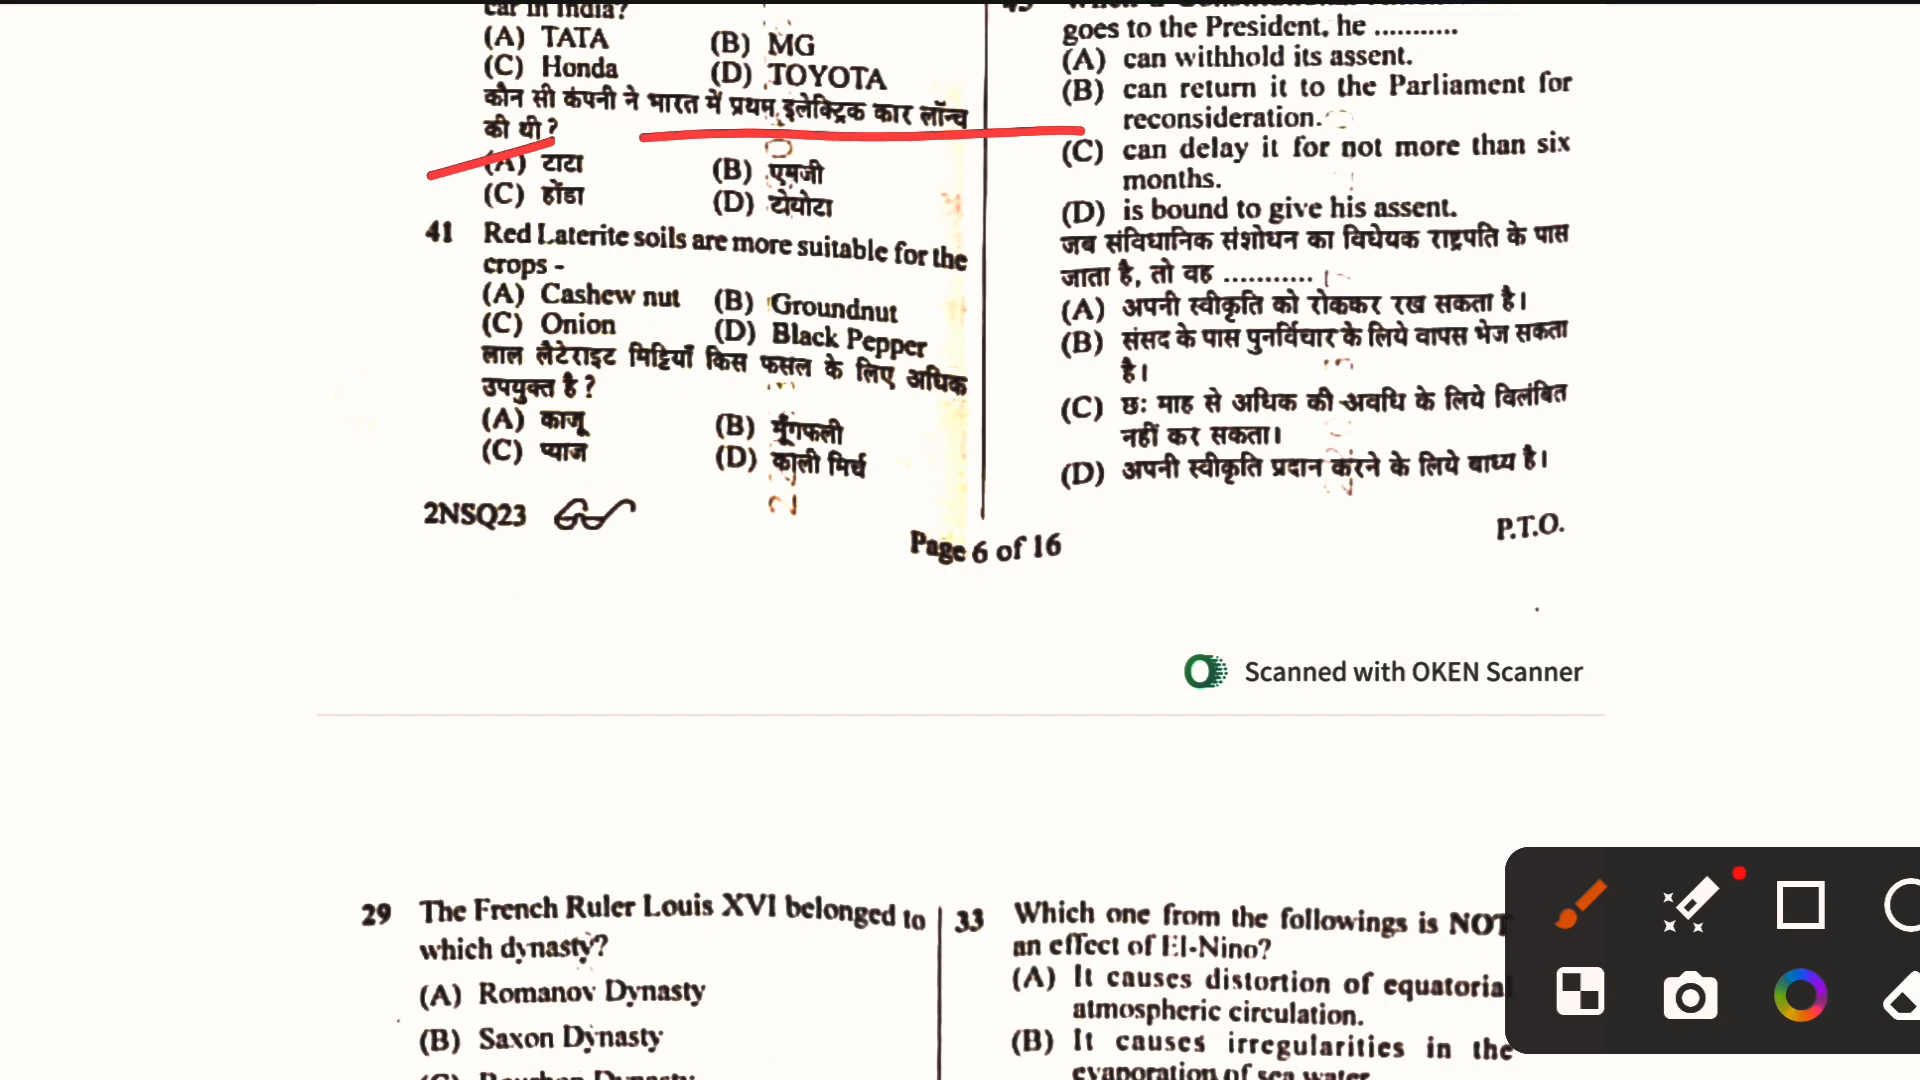 car in India?
(A) TATA (B) MG
(C) Honda (D) TOYOTA
कौन सी कंपनी ने भारत में प्रथम इलेक्ट्रिक कार लॉन्च
की थी ?
(A) टाटा (B) एमजी
(C) होंडा (D) टोयोटा
41 Red Laterite soils are more suitable for the
crops -
(A) Cashew nut (B) Groundnut
(C) Onion (D) Black Pepper
लाल लैटेराइट मिट्टियाँ किस फसल के लिए अधिक
उपयुक्त है ?
(A) काजू (B) मूँगफली
(C) प्याज (D) काली मिर्च
goes to the President, he ...........
(A) can withhold its assent.
(B) can return it to the Parliament for
reconsideration.
(C) can delay it for not more than six
months.
(D) is bound to give his assent.
जब संविधानिक संशोधन का विधेयक राष्ट्रपति के पास
जाता है, तो वह ............
(A) अपनी स्वीकृति को रोककर रख सकता है।
(B) संसद के पास पुनर्विचार के लिये वापस भेज सकता
है।
(C) छः माह से अधिक की अवधि के लिये विलंबित
नहीं कर सकता।
(D) अपनी स्वीकृति प्रदान करने के लिये बाध्य है।
2NSQ23
Page 6 of 16
P.T.O.
Scanned with OKEN Scanner
29 The French Ruler Louis XVI belonged to
which dynasty?
(A) Romanov Dynasty
(B) Saxon Dynasty
(C) Bourbon Dynasty
33 Which one from the followings is NOT
an effect of El-Nino?
(A) It causes distortion of equatorial
atmospheric circulation.
(B) It causes irregularities in the
evaporation of sea water